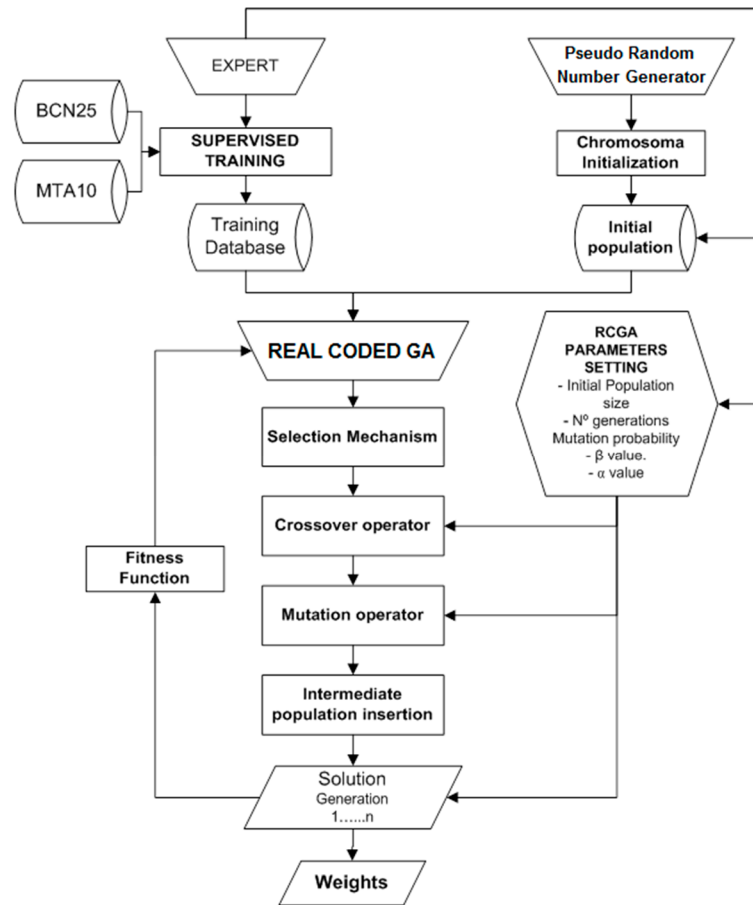 EXPERT
Pseudo Random
Number Generator
BCN25
SUPERVISED
TRAINING
Chromosoma
Initialization
MTA10
Training
Database
Initial
population
REAL CODED GA
RCGA
PARAMETERS
SETTING
- Initial Population
size
- Nº generations
Mutation probability
- β value.
- α value
Selection Mechanism
Crossover operator
Fitness
Function
Mutation operator
Intermediate
population insertion
Solution
Generation
1…...n
Weights